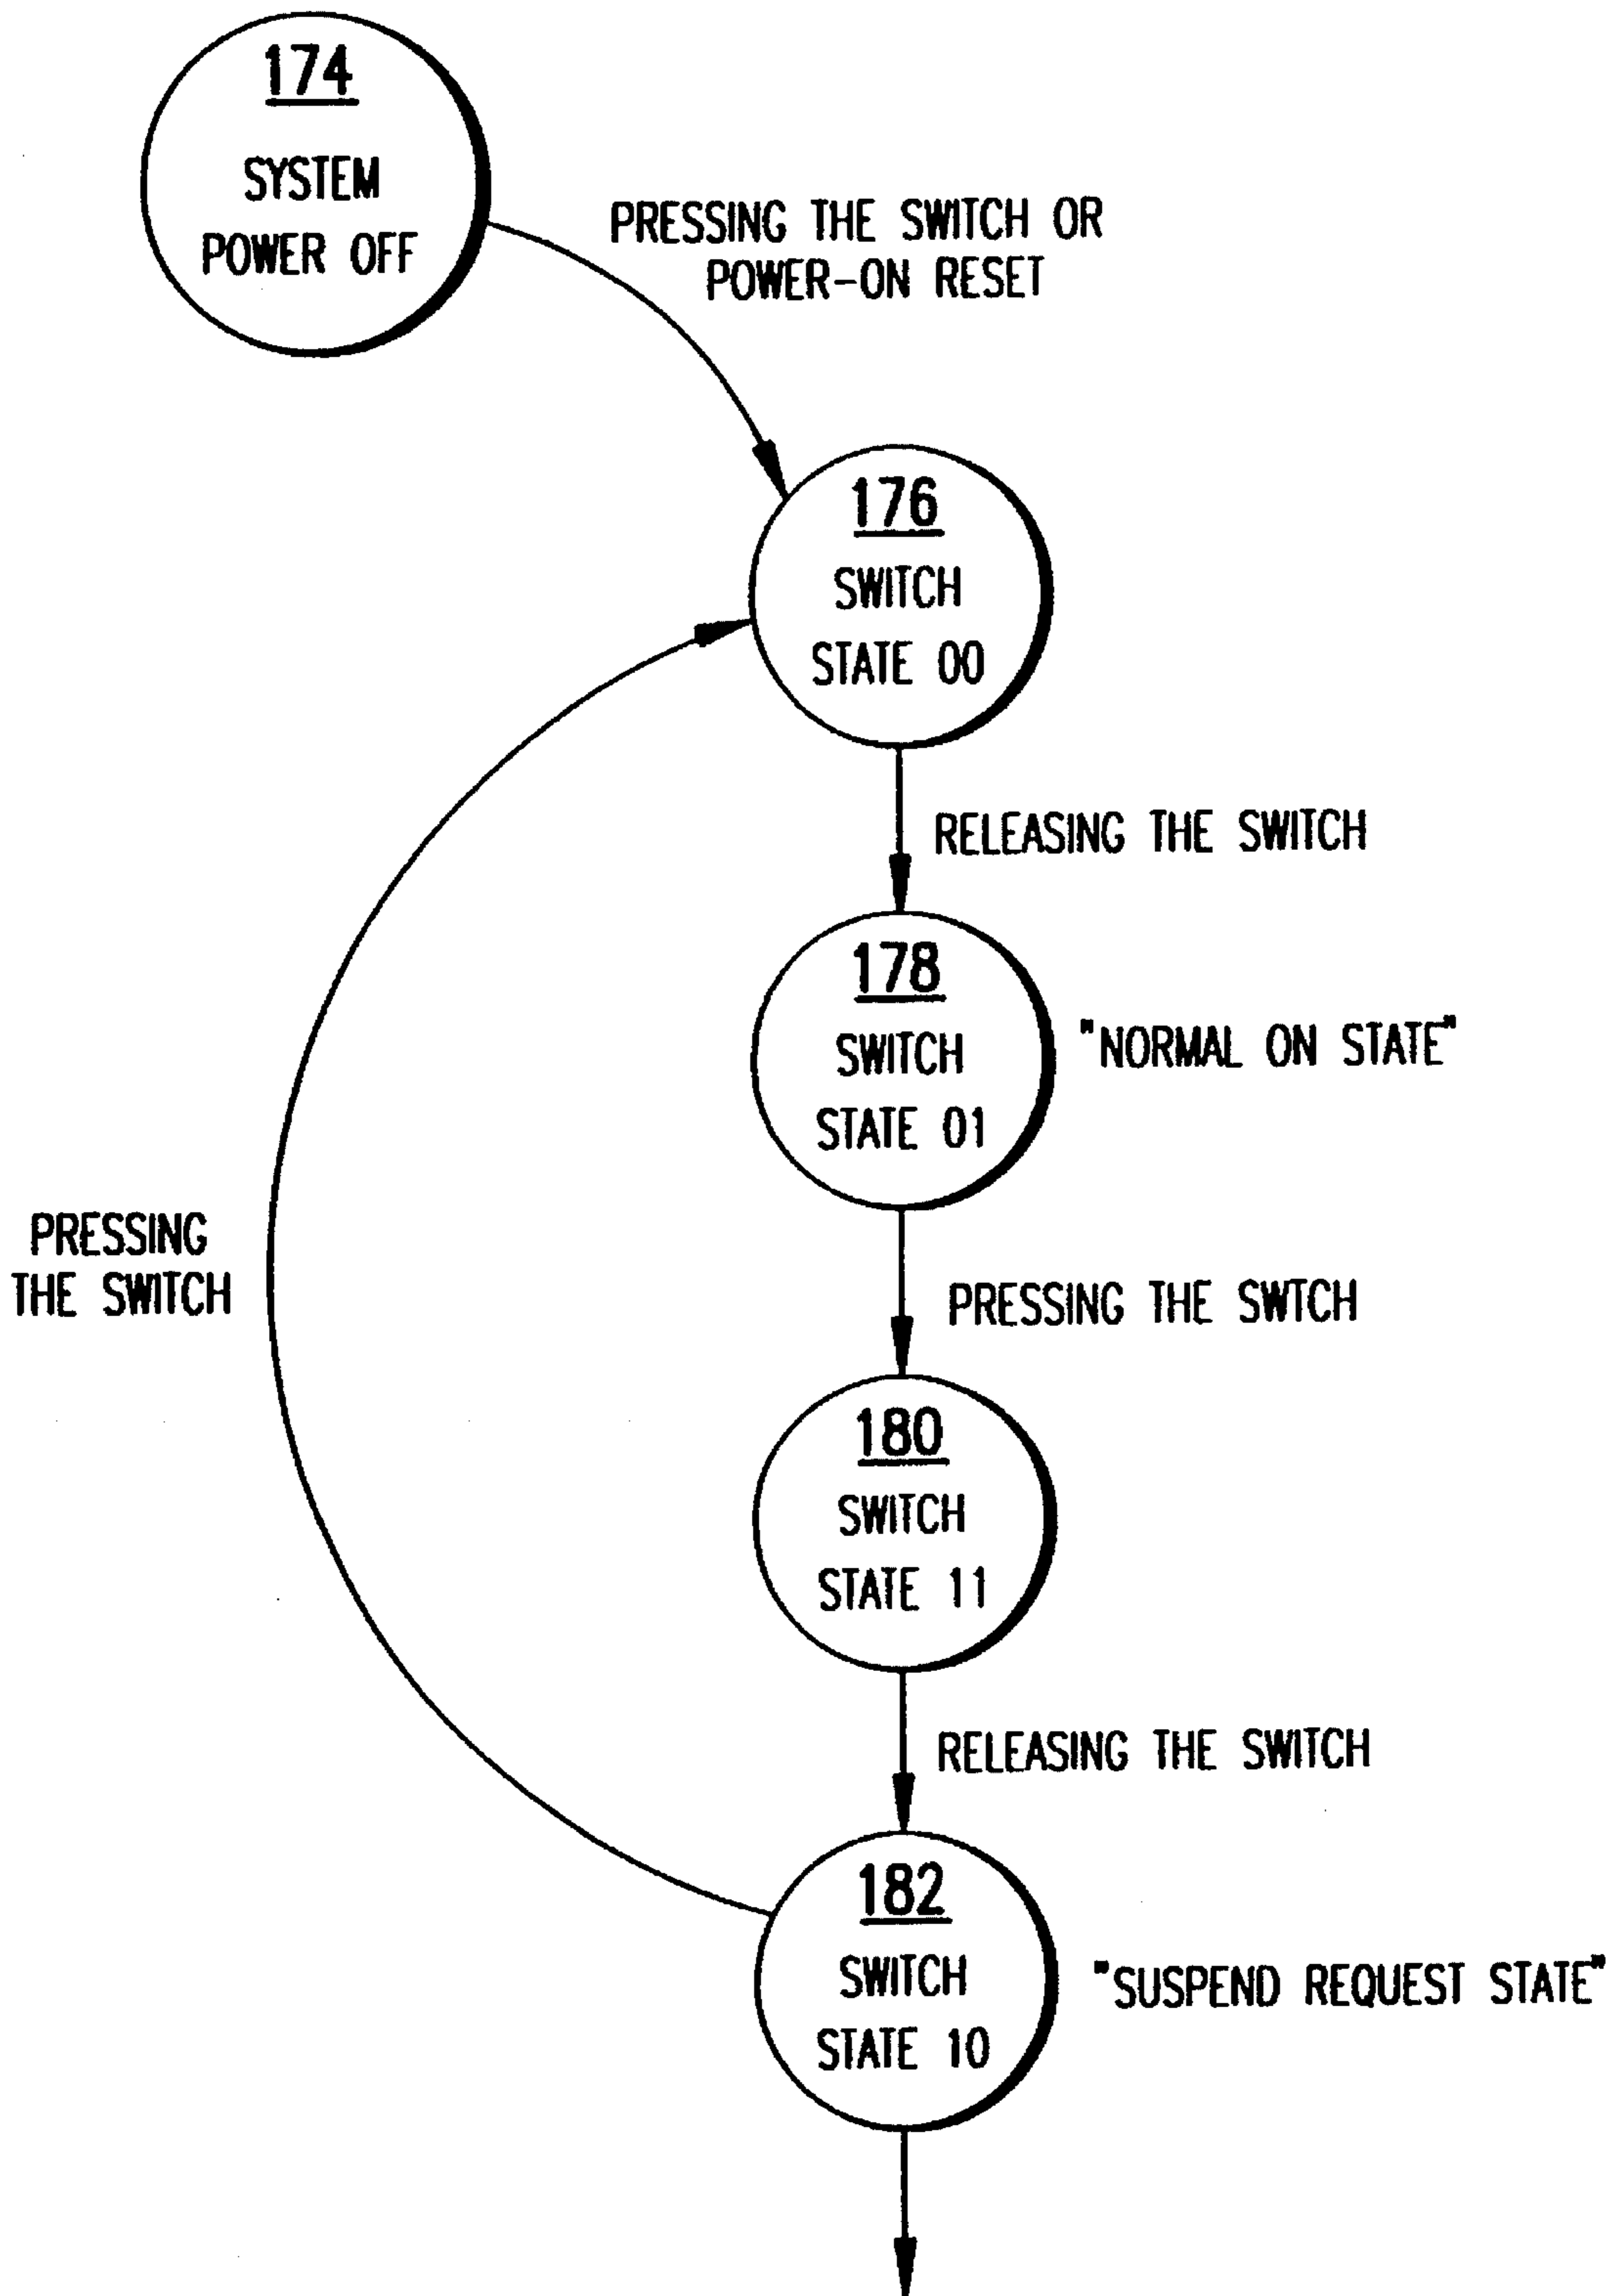 174
SYSTEM
POWER OFF
PRESSING THE SWITCH OR
POWER-ON RESET
176
SWITCH
STATE 00
RELEASING THE SWITCH
178
SWITCH
STATE 01
"NORMAL ON STATE"
PRESSING
THE SWITCH
PRESSING THE SWTCH
180
SWITCH
STATE 11
RELEASING THE SWITCH
182
SWITCH
STATE 10
"SUSPEND REQUEST STATE"